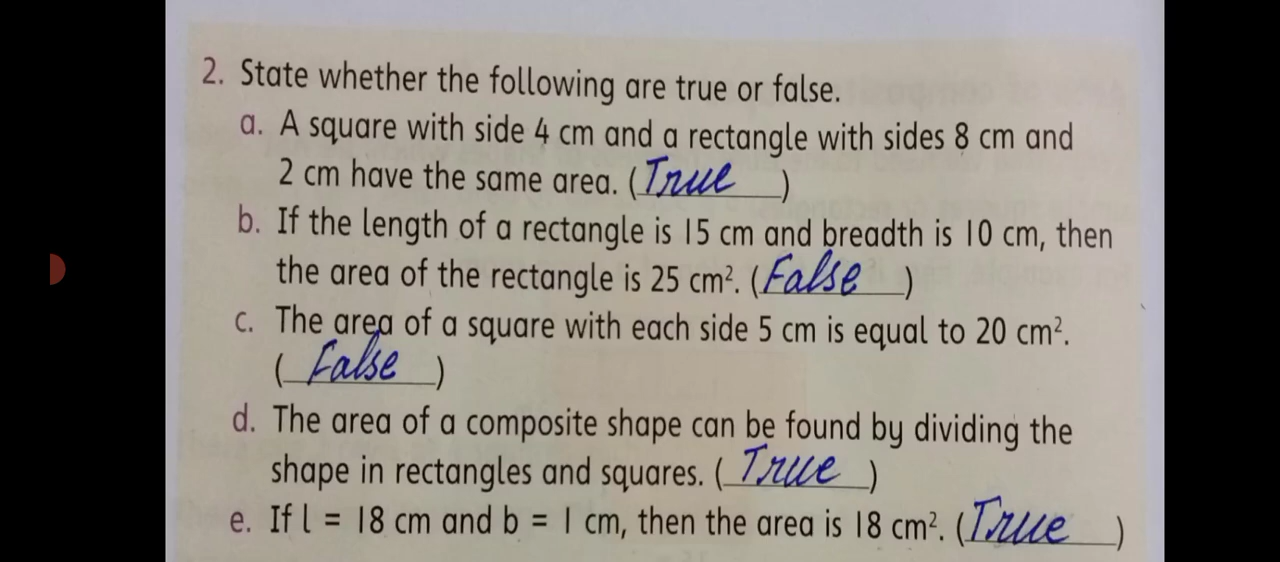 2. State whether the following are true or false.
a. A square with side 4 cm and a rectangle with sides 8 cm and
2 cm have the same area. (True)
b. If the length of a rectangle is 15 cm and breadth is 10 cm, then
the area of the rectangle is 25 cm². (False)
c. The area of a square with each side 5 cm is equal to 20 cm².
(False)
d. The area of a composite shape can be found by dividing the
shape in rectangles and squares. (True)
e. If l = 18 cm and b = 1 cm, then the area is 18 cm². (True)